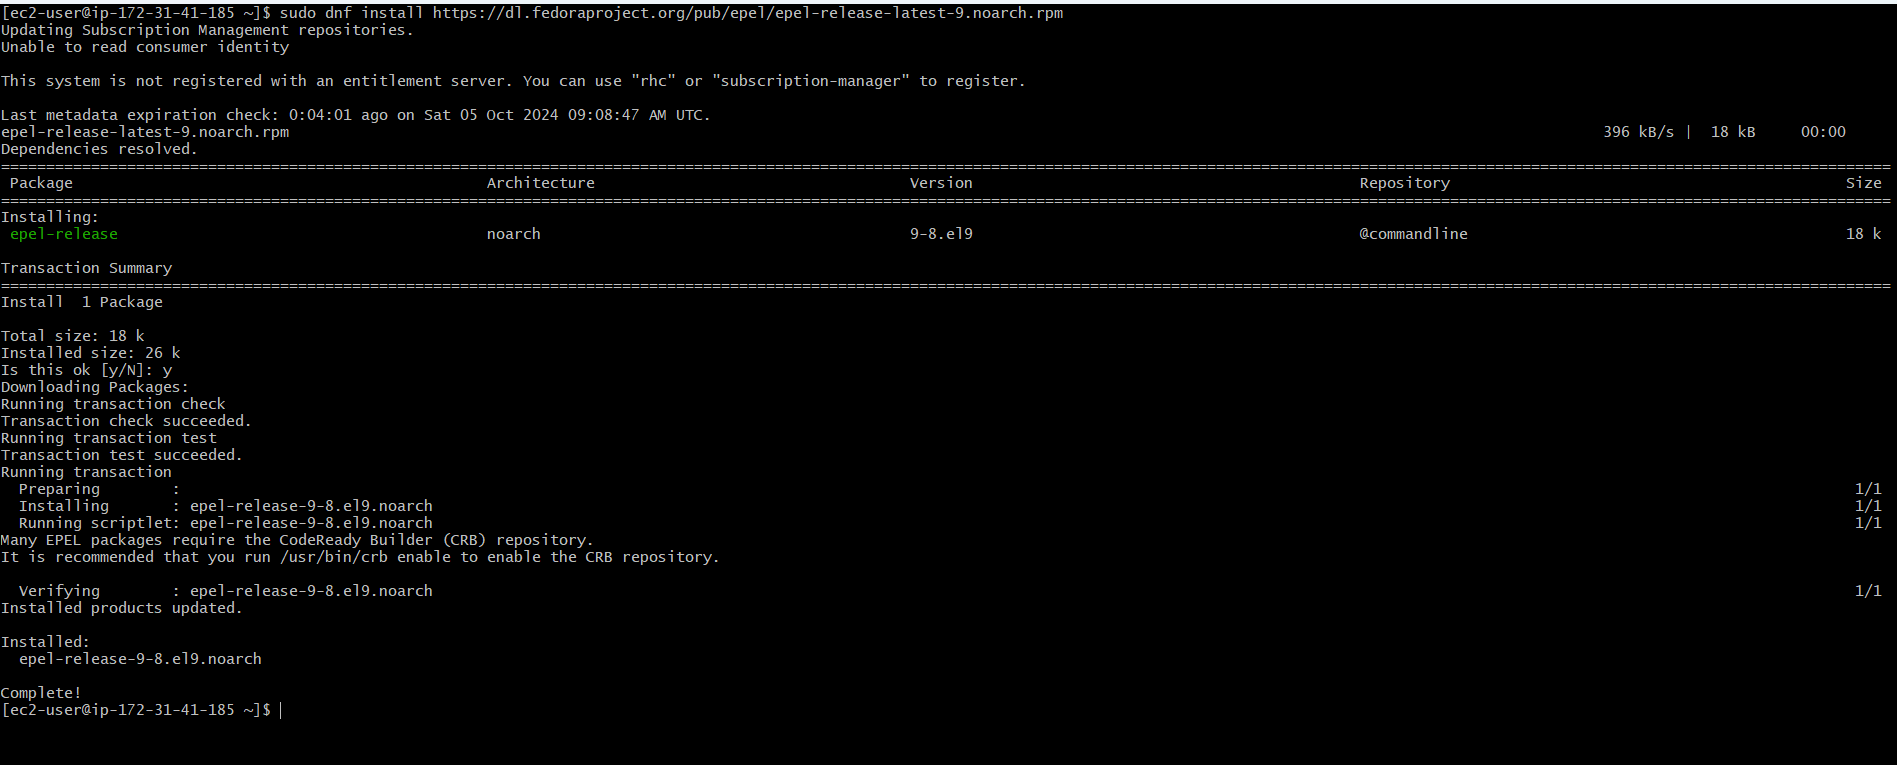 [ec2-user@ip-172-31-41-185 ~]$ sudo dnf install https://dl.fedoraproject.org/pub/epel/epel-release-latest-9.noarch.rpm
Updating Subscription Management repositories.
Unable to read consumer identity
This system is not registered with an entitlement server. You can use "rhc" or "subscription-manager" to register.
Last metadata expiration check: 0:04:01 ago on Sat 05 Oct 2024 09:08:47 AM UTC.
epel-release-latest-9.noarch.rpm 396 kB/s | 18 kB 00:00
Dependencies resolved.
Package Architecture Version Repository Size
Installing:
epel-release noarch 9-8.el9 @commandline 18 k
Transaction Summary
Install 1 Package
Total size: 18 k
Installed size: 26 k
Is this ok [y/N]: y
Downloading Packages:
Running transaction check
Transaction check succeeded.
Running transaction test
Transaction test succeeded.
Running transaction
Preparing : 1/1
Installing : epel-release-9-8.el9.noarch 1/1
Running scriptlet: epel-release-9-8.el9.noarch 1/1
Many EPEL packages require the CodeReady Builder (CRB) repository.
It is recommended that you run /usr/bin/crb enable to enable the CRB repository.
Verifying : epel-release-9-8.el9.noarch 1/1
Installed products updated.
Installed:
epel-release-9-8.el9.noarch
Complete!
[ec2-user@ip-172-31-41-185 ~]$